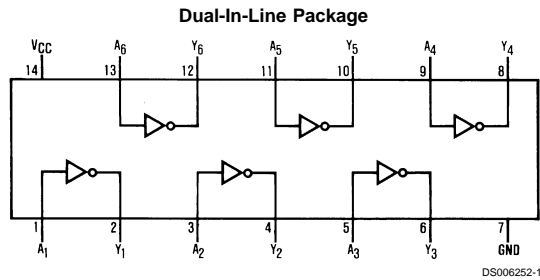 Dual-In-Line Package
VCC A6 Y6 A5 Y5 A4 Y4
14 13 12 11 10 9 8
1 2 3 4 5 6 7
A1 Y1 A2 Y2 A3 Y3 GND
DS006252-1